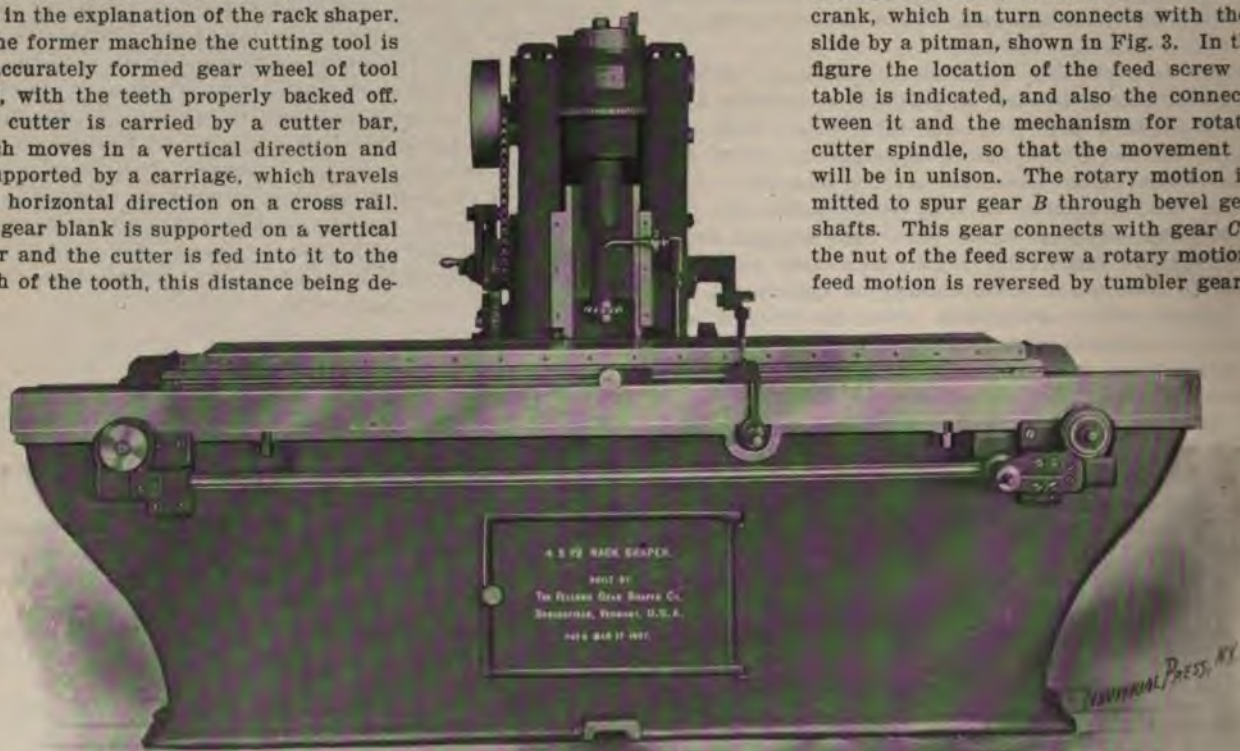 in the explanation of the rack shaper.
ne former machine the cutting tool is
accurately formed gear wheel of tool
, with the teeth properly backed off.
cutter is carried by a cutter bar,
ch moves in a vertical direction and
upported by a carriage, which travels
horizontal direction on a cross rail.
gear blank is supported on a vertical
r and the cutter is fed into it to the
h of the tooth, this distance being de-
crank, which in turn connects with the
slide by a pitman, shown in Fig. 3. In th
figure the location of the feed screw
table is indicated, and also the connec
tween it and the mechanism for rotat
cutter spindle, so that the movement
will be in unison. The rotary motion i
mitted to spur gear B through bevel gea
shafts. This gear connects with gear C
the nut of the feed screw a rotary motion
feed motion is reversed by tumbler gear
RACK SHAPER.
BUILT BY
THE FELLOWS GEAR SHAPER CO.
SPRINGFIELD, VERMONT, U.S.A.
INDUSTRIAL PRESS, N.Y.